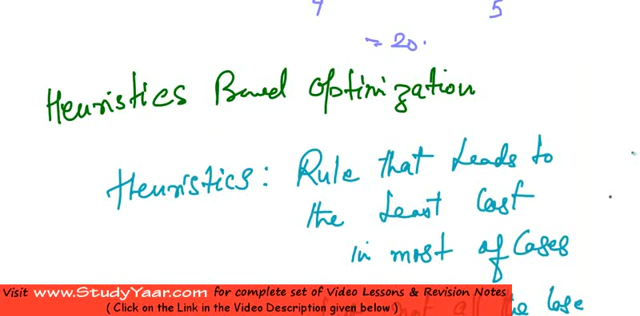 4 5
= 20.
Heuristics Based Optimization
Heuristics: Rule that leads to
the least cost
in most of Cases
Visit www.StudyYaar.com for complete set of Video Lessons & Revision Notes
( Click on the Link in the Video Description given below )
all the